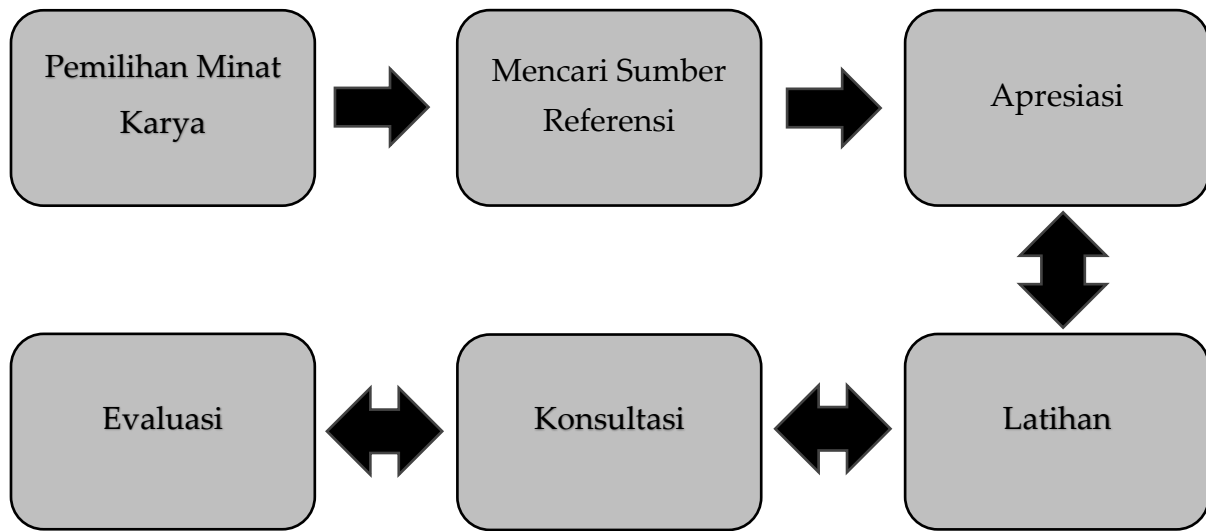 Pemilihan Minat
Karya
Mencari Sumber
Referensi
Apresiasi
Evaluasi
Konsultasi
Latihan